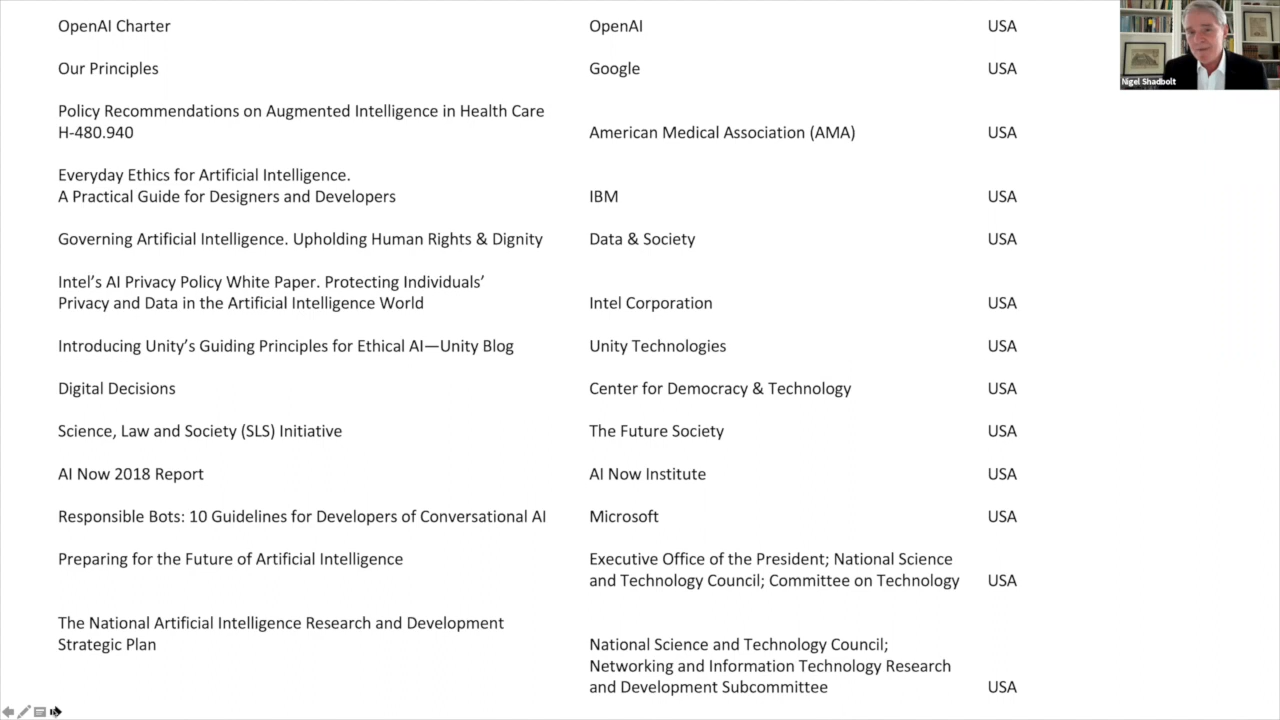 OpenAI Charter OpenAI USA
Our Principles Google USA
Policy Recommendations on Augmented Intelligence in Health Care
H-480.940 American Medical Association (AMA) USA
Everyday Ethics for Artificial Intelligence.
A Practical Guide for Designers and Developers IBM USA
Governing Artificial Intelligence. Upholding Human Rights & Dignity Data & Society USA
Intel’s AI Privacy Policy White Paper. Protecting Individuals’
Privacy and Data in the Artificial Intelligence World Intel Corporation USA
Introducing Unity’s Guiding Principles for Ethical AI—Unity Blog Unity Technologies USA
Digital Decisions Center for Democracy & Technology USA
Science, Law and Society (SLS) Initiative The Future Society USA
AI Now 2018 Report AI Now Institute USA
Responsible Bots: 10 Guidelines for Developers of Conversational AI Microsoft USA
Preparing for the Future of Artificial Intelligence Executive Office of the President; National Science
and Technology Council; Committee on Technology USA
The National Artificial Intelligence Research and Development
Strategic Plan National Science and Technology Council;
Networking and Information Technology Research
and Development Subcommittee USA
Nigel Shadbolt